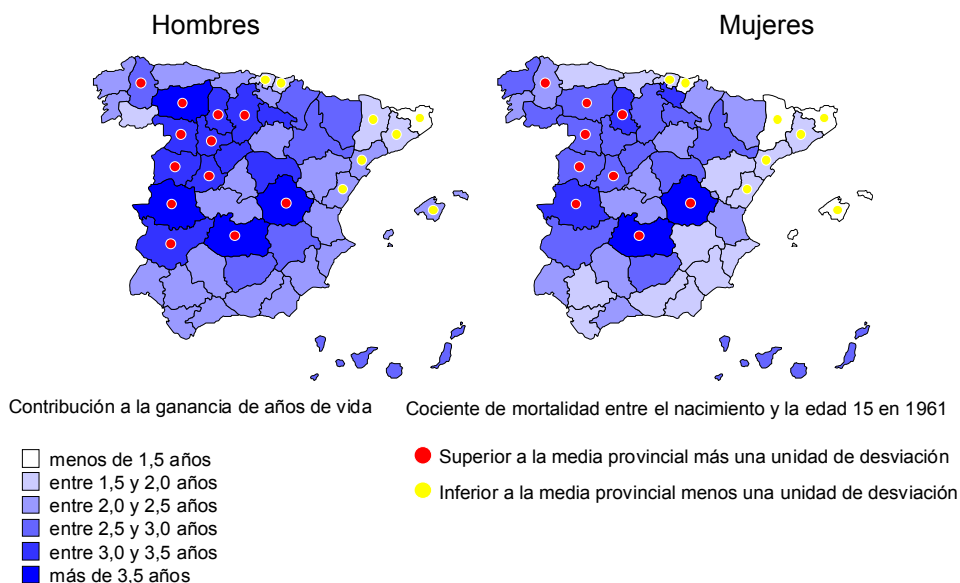 Hombres
Mujeres
Contribución a la ganancia de años de vida
menos de 1,5 años
entre 1,5 y 2,0 años
entre 2,0 y 2,5 años
entre 2,5 y 3,0 años
entre 3,0 y 3,5 años
más de 3,5 años
Cociente de mortalidad entre el nacimiento y la edad 15 en 1961
Superior a la media provincial más una unidad de desviación
Inferior a la media provincial menos una unidad de desviación